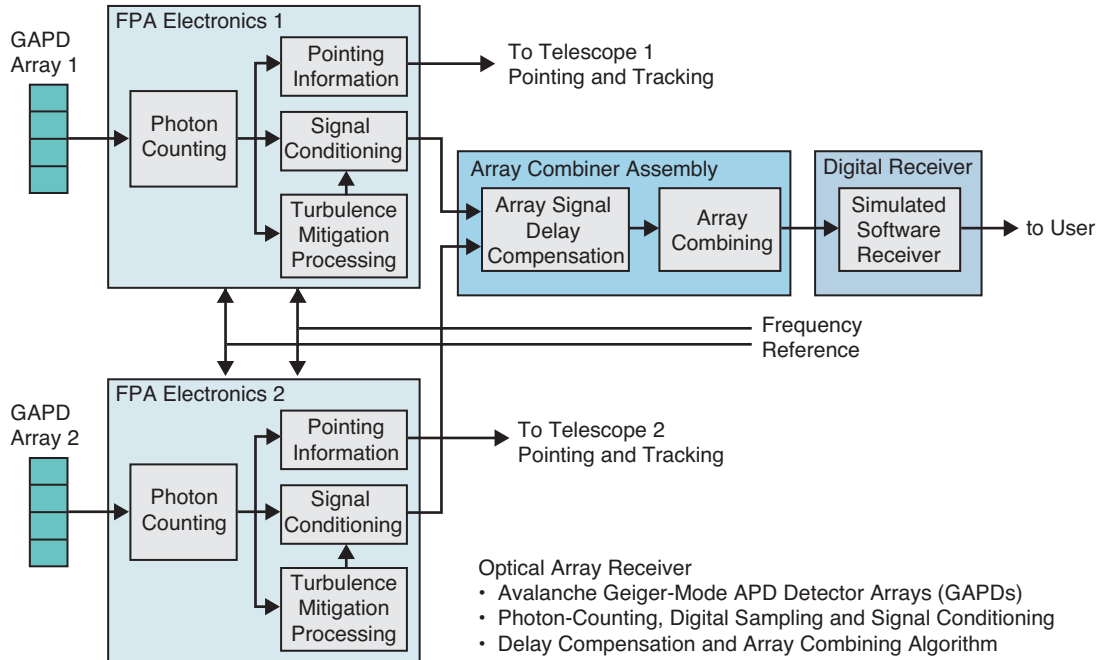 FPA Electronics 1
GAPD
Array 1
Photon
Counting
Pointing
Information
Signal
Conditioning
Turbulence
Mitigation
Processing
To Telescope 1
Pointing and Tracking
Array Combiner Assembly
Array Signal
Delay
Compensation
Array
Combining
Digital Receiver
Simulated
Software
Receiver
to User
Frequency
Reference
FPA Electronics 2
GAPD
Array 2
Photon
Counting
Pointing
Information
Signal
Conditioning
Turbulence
Mitigation
Processing
To Telescope 2
Pointing and Tracking
Optical Array Receiver
• Avalanche Geiger-Mode APD Detector Arrays (GAPDs)
• Photon-Counting, Digital Sampling and Signal Conditioning
• Delay Compensation and Array Combining Algorithm